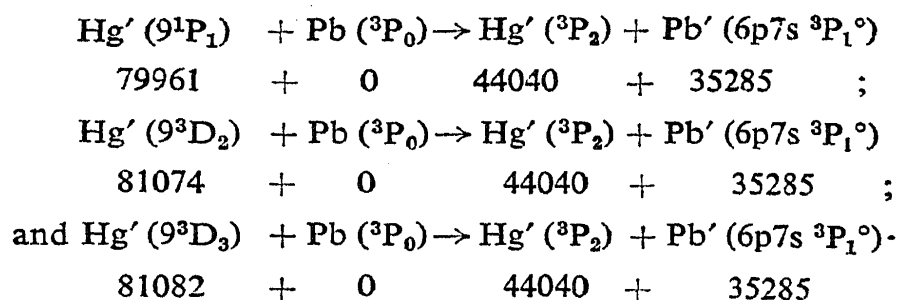 Hg′ (9¹P₁) + Pb (³P₀) → Hg′ (³P₂) + Pb′ (6p7s ³P₁°)
79961 + 0 44040 + 35285 ;
Hg′ (9³D₂) + Pb (³P₀) → Hg′ (³P₂) + Pb′ (6p7s ³P₁°)
81074 + 0 44040 + 35285 ;
and Hg′ (9³D₃) + Pb (³P₀) → Hg′ (³P₂) + Pb′ (6p7s ³P₁°).
81082 + 0 44040 + 35285